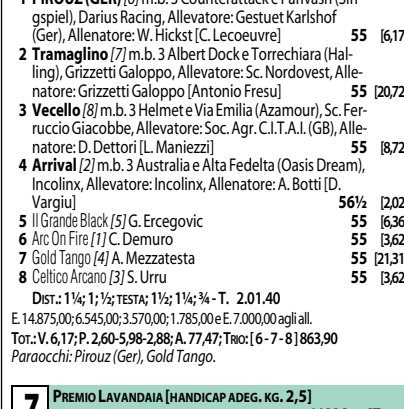 1 PIROUZ (GER) [6] m.b. 3 Counterattack e Parivash (Sin-
gspiel), Darius Racing, Allevatore: Gestuet Karlshof
(Ger), Allenatore: W. Hickst [C. Lecoeuvre] 55 [6,17
2 Tramaglino [7] m.b. 3 Albert Dock e Torrechiara (Hal-
ling), Grizzetti Galoppo, Allevatore: Sc. Nordovest, Alle-
natore: Grizzetti Galoppo [Antonio Fresu] 55 [20,72
3 Vecello [8] m.b. 3 Helmet e Via Emilia (Azamour), Sc. Fer-
ruccio Giacobbe, Allevatore: Soc. Agr. C.I.T.A.I. (GB), Alle-
natore: D. Dettori [L. Maniezzi] 55 [8,72
4 Arrival [2] m.b. 3 Australia e Alta Fedelta (Oasis Dream),
Incolinx, Allevatore: Incolinx, Allenatore: A. Botti [D.
Vargiu] 56½ [2,02
5 Il Grande Black [5] G. Ercegovic 55 [6,36
6 Arc On Fire [1] C. Demuro 55 [3,62
7 Gold Tango [4] A. Mezzatesta 55 [21,31
8 Celtico Arcano [3] S. Urru 55 [3,62
DIST.: 1¼; 1; ½; TESTA; 1½; 1¼; ¾ - T. 2.01.40
E. 14.875,00; 6.545,00; 3.570,00; 1.785,00 e E. 7.000,00 agli all.
TOT.: V. 6,17; P. 2,60-5,98-2,88; A. 77,47; TRIO: [6 - 7 - 8] 863,90
Paraocchi: Pirouz (Ger), Gold Tango.
7 PREMIO LAVANDAIA [HANDICAP ADEG. KG. 2,5]